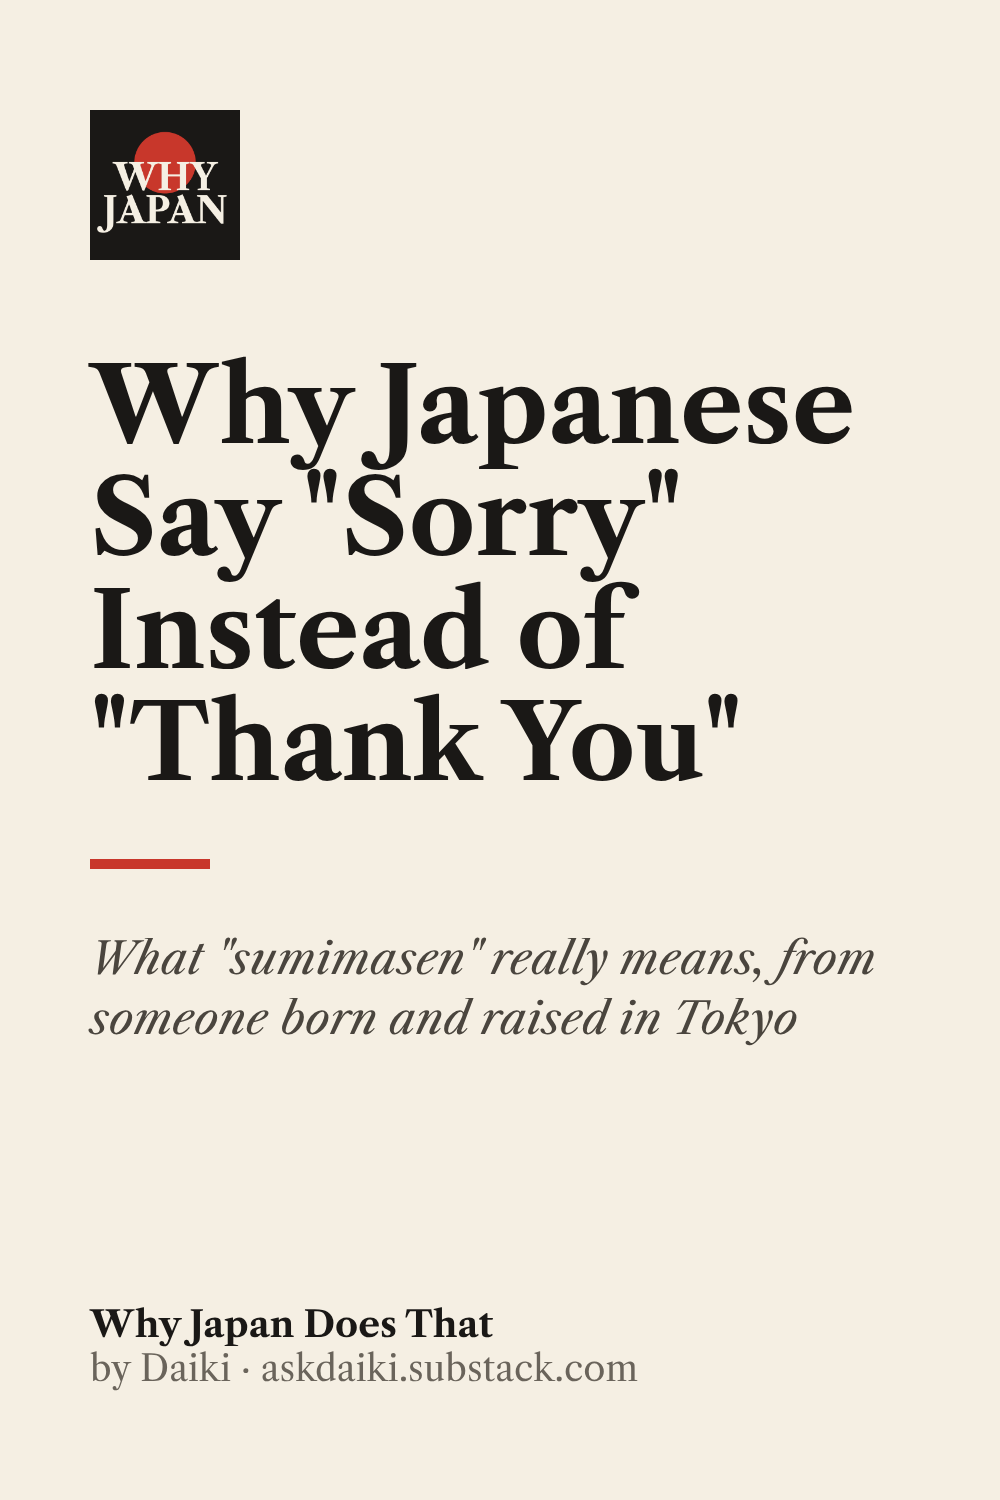 WHY
JAPAN
Why Japanese
Say "Sorry"
Instead of
"Thank You"
What "sumimasen" really means, from
someone born and raised in Tokyo
Why Japan Does That
by Daiki · askdaiki.substack.com